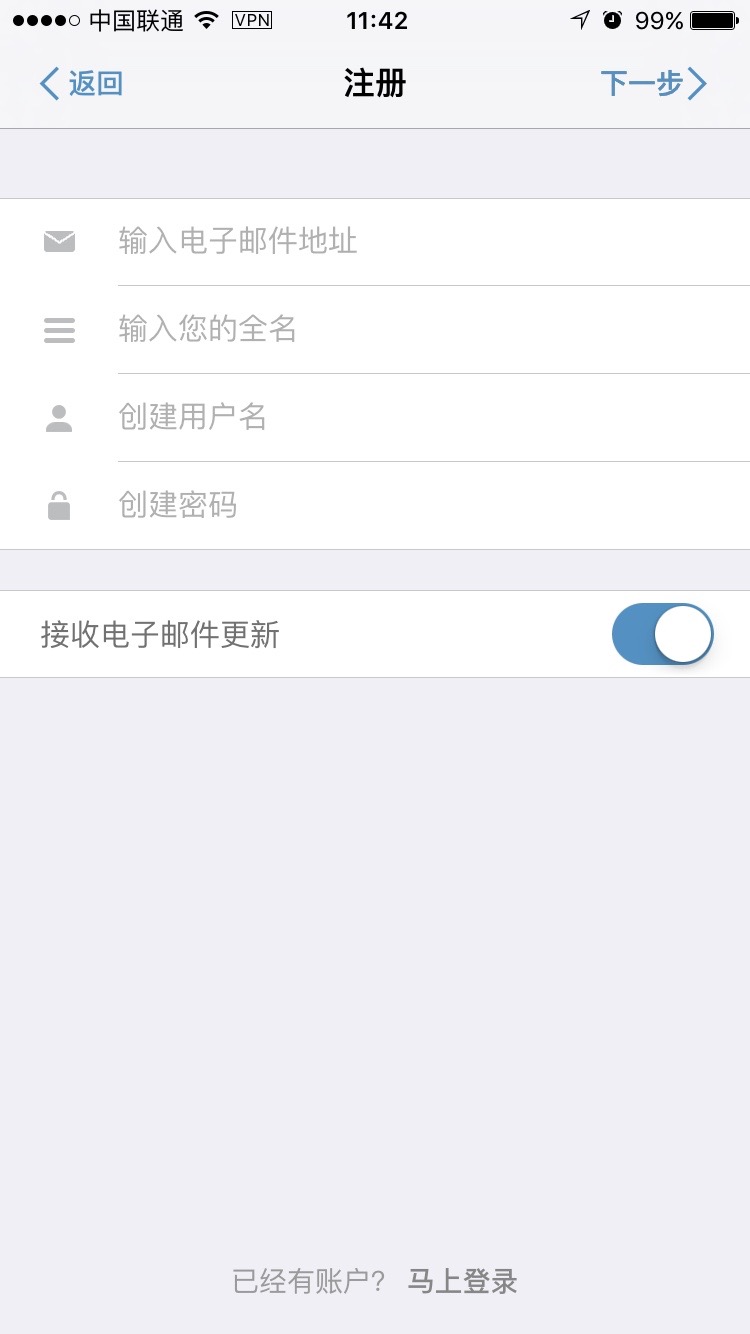 中国联通 VPN 11:42 99%
返回 注册 下一步
输入电子邮件地址
输入您的全名
创建用户名
创建密码
接收电子邮件更新
已经有账户? 马上登录